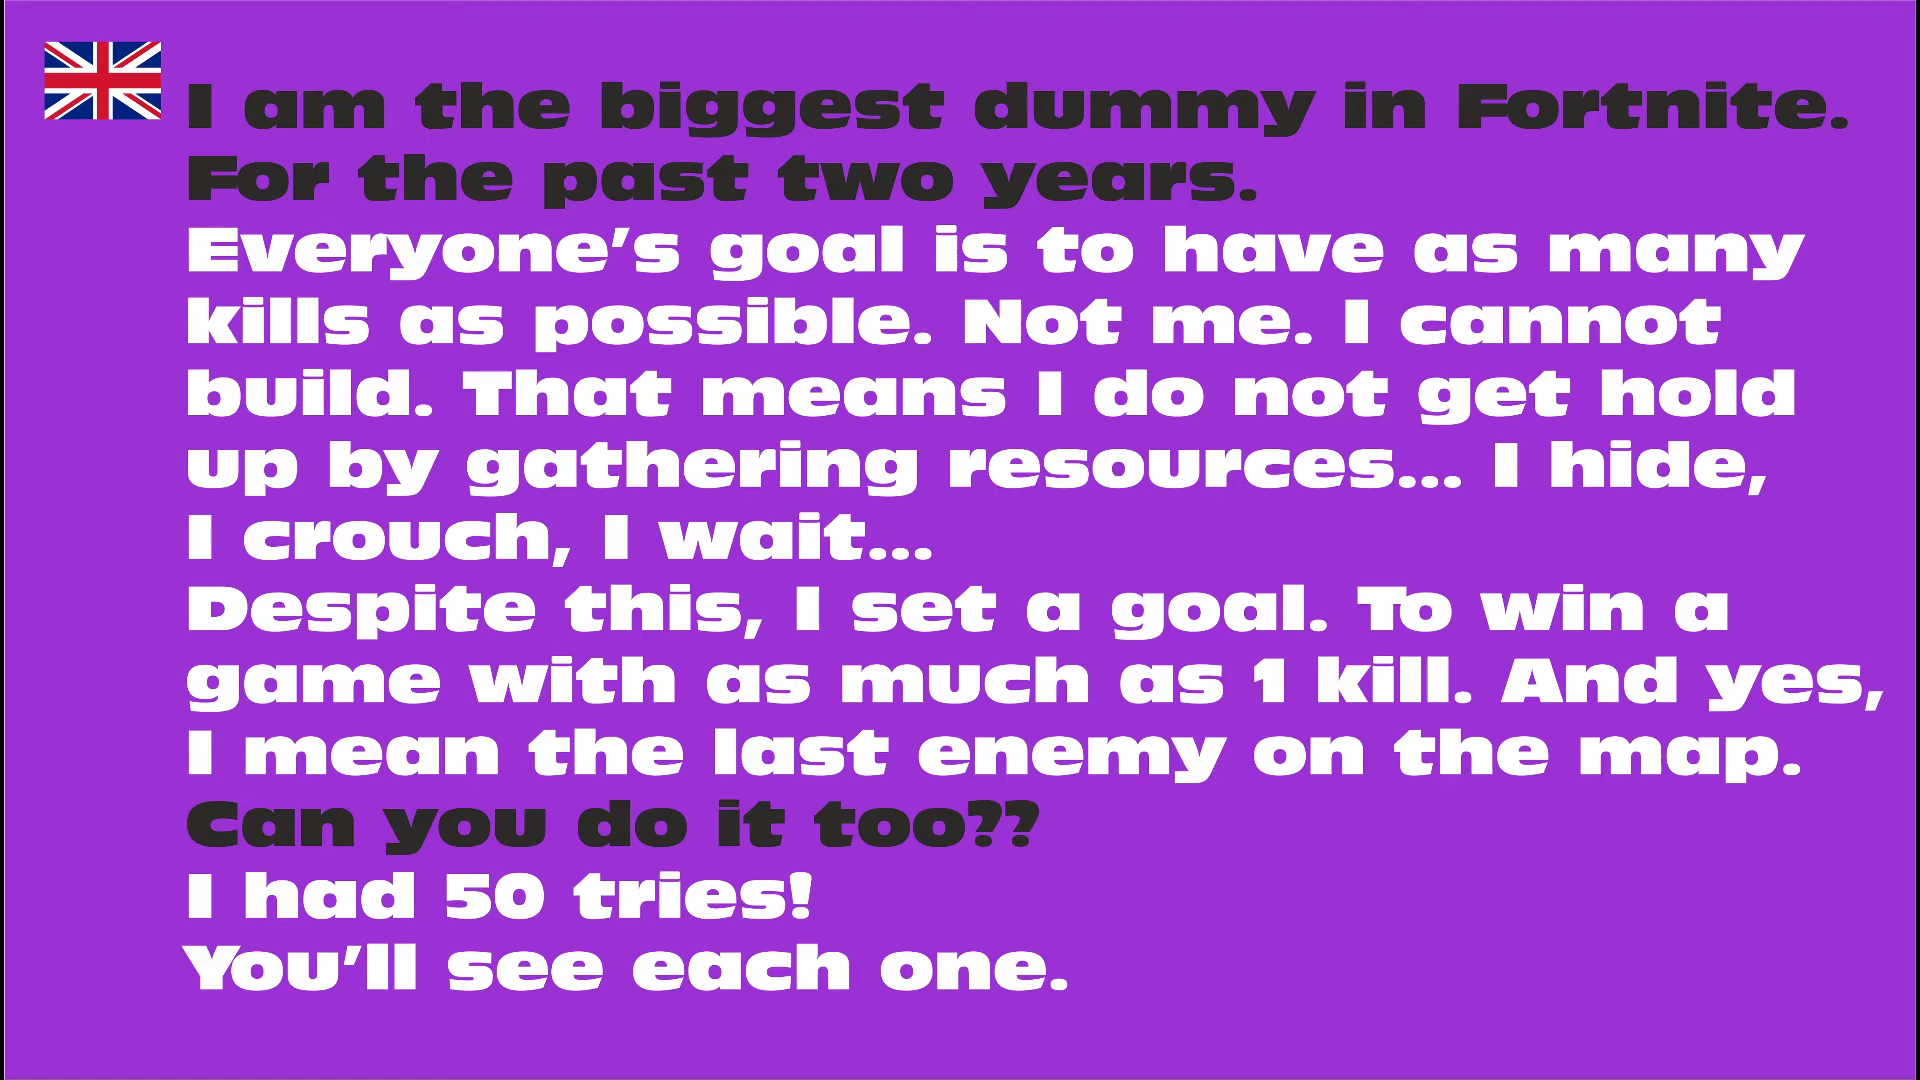 I am the biggest dummy in Fortnite.
For the past two years.
Everyone’s goal is to have as many
kills as possible. Not me. I cannot
build. That means I do not get hold
up by gathering resources... I hide,
I crouch, I wait...
Despite this, I set a goal. To win a
game with as much as 1 kill. And yes,
I mean the last enemy on the map.
Can you do it too??
I had 50 tries!
You’ll see each one.